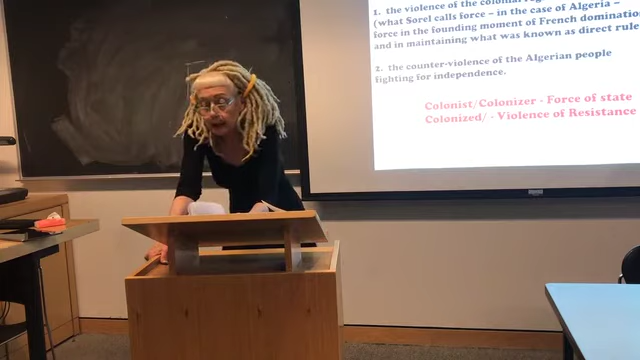 1. the violence of the colonial
(what Sorel calls force – in the case of Algeria –
force in the founding moment of French domination
and in maintaining what was known as direct rule
2. the counter-violence of the Algerian people
fighting for independence.
Colonist/Colonizer - Force of state
Colonized/ - Violence of Resistance